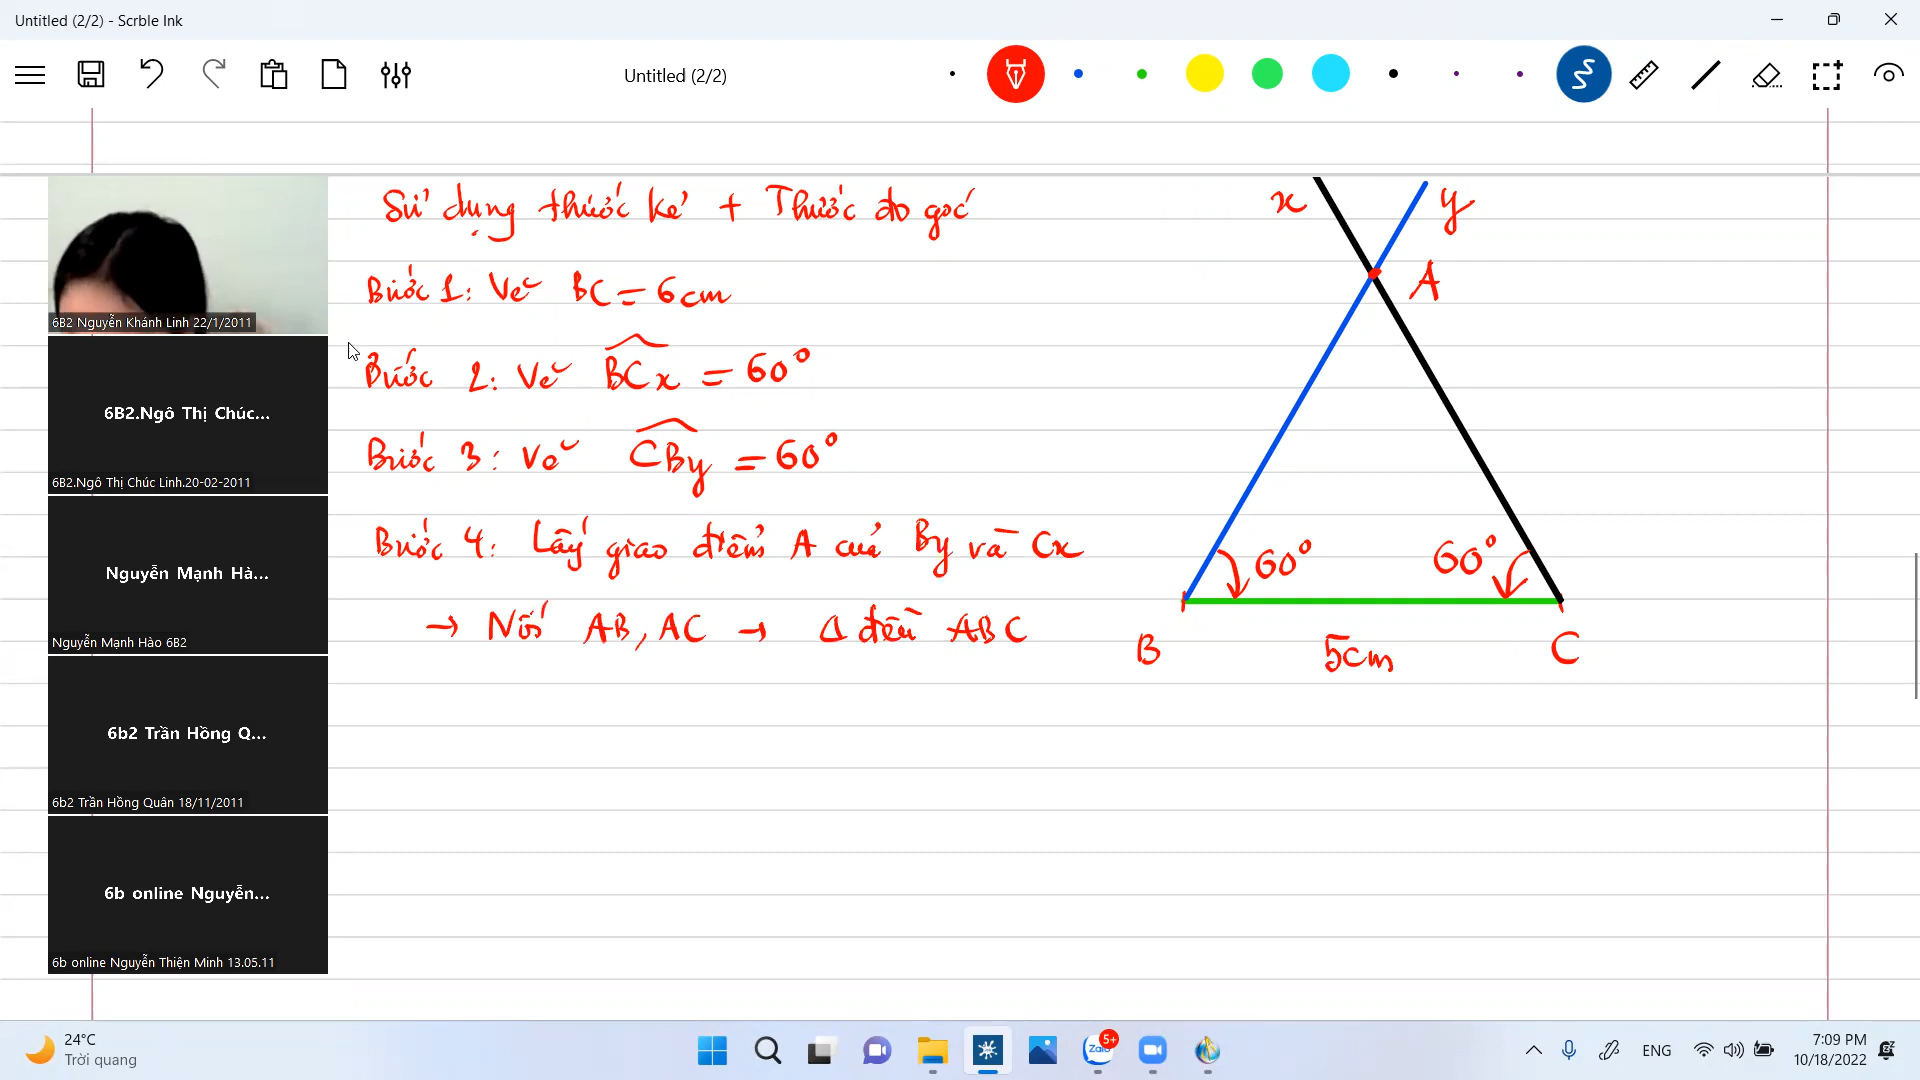 Untitled (2/2) - Scrble Ink
Untitled (2/2)
Sử dụng thước kẻ + Thước đo góc
Bước 1: Vẽ BC = 6cm
Bước 2: Vẽ BCx = 60°
Bước 3: Vẽ CBy = 60°
Bước 4: Lấy giao điểm A của By và Cx
→ Nối AB, AC → Δ đều ABC
x
y
A
60°
60°
B
5cm
C
6B2 Nguyễn Khánh Linh 22/1/2011
6B2.Ngô Thị Chúc...
6B2.Ngô Thị Chúc Linh.20-02-2011
Nguyễn Mạnh Hà...
Nguyễn Mạnh Hào 6B2
6b2 Trần Hồng Q...
6b2 Trần Hồng Quân 18/11/2011
6b online Nguyễn...
6b online Nguyễn Thiện Minh 13.05.11
24°C
Trời quang
Zalo
5+
ENG
7:09 PM
10/18/2022